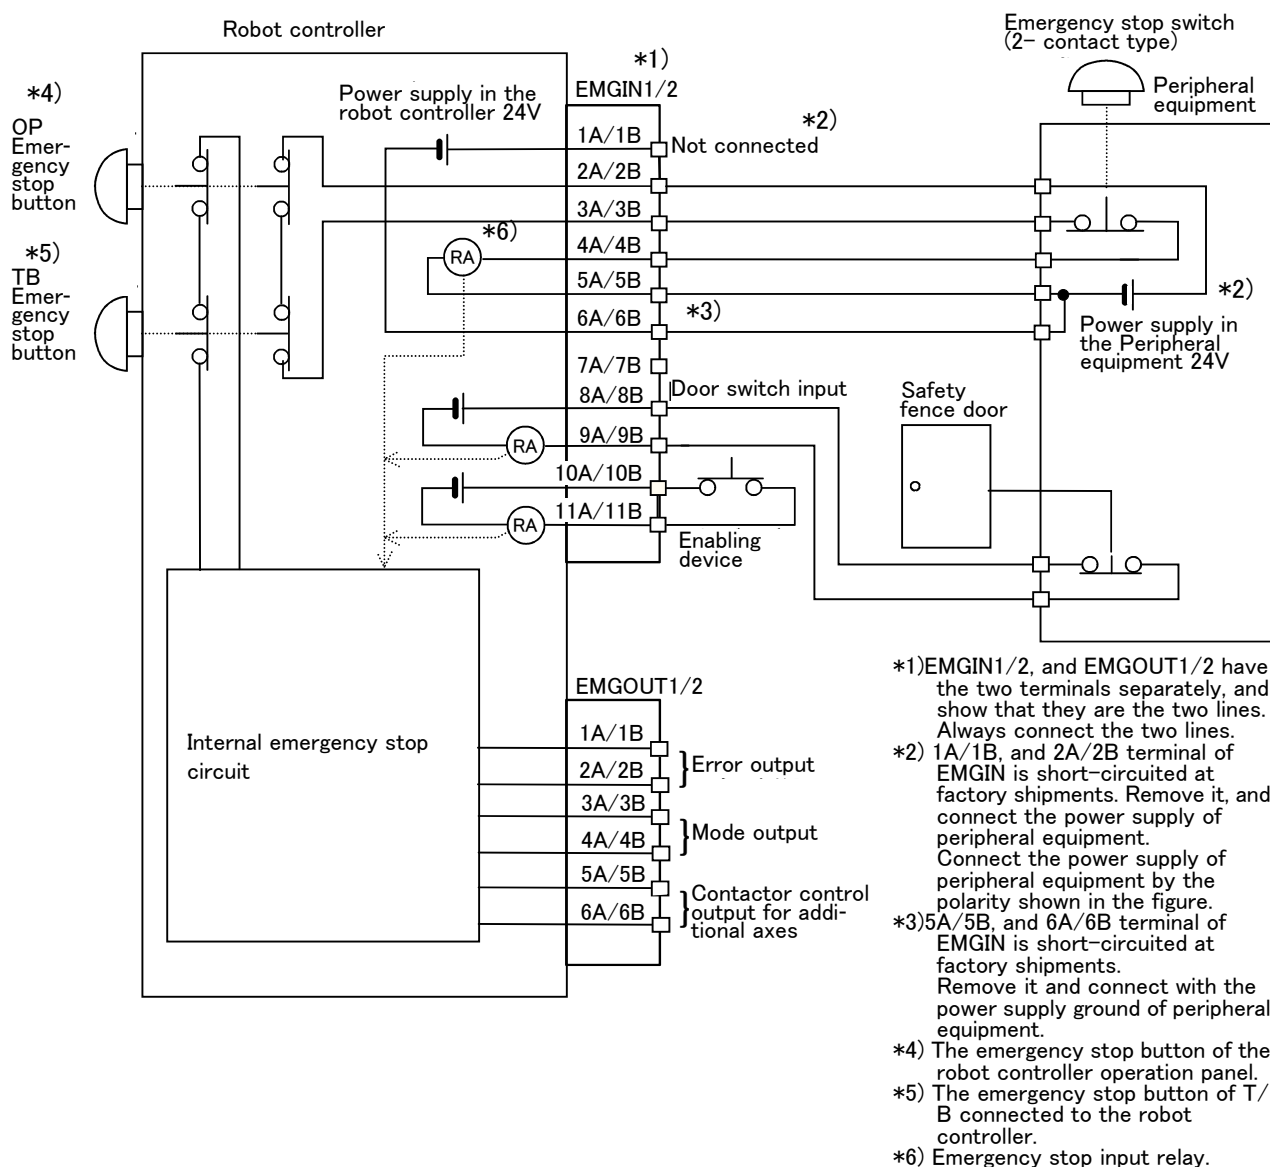 Robot controller
Emergency stop switch
(2- contact type)
Peripheral
equipment
*1)
EMGIN1/2
*4)
OP
Emer-
gency
stop
button
Power supply in the
robot controller 24V
1A/1B
Not connected
*2)
2A/2B
3A/3B
*6)
RA
4A/4B
5A/5B
*5)
TB
Emer-
gency
stop
button
*3)
6A/6B
*2)
Power supply in
the Peripheral
equipment 24V
7A/7B
8A/8B
Door switch input
Safety
fence door
RA
9A/9B
10A/10B
RA
11A/11B
Enabling
device
Internal emergency stop
circuit
EMGOUT1/2
1A/1B
2A/2B
}Error output
3A/3B
4A/4B
}Mode output
5A/5B
6A/6B
}Contactor control
output for addi-
tional axes
*1)EMGIN1/2, and EMGOUT1/2 have
the two terminals separately, and
show that they are the two lines.
Always connect the two lines.
*2) 1A/1B, and 2A/2B terminal of
EMGIN is short-circuited at
factory shipments. Remove it, and
connect the power supply of
peripheral equipment.
Connect the power supply of
peripheral equipment by the
polarity shown in the figure.
*3)5A/5B, and 6A/6B terminal of
EMGIN is short-circuited at
factory shipments.
Remove it and connect with the
power supply ground of peripheral
equipment.
*4) The emergency stop button of the
robot controller operation panel.
*5) The emergency stop button of T/
B connected to the robot
controller.
*6) Emergency stop input relay.